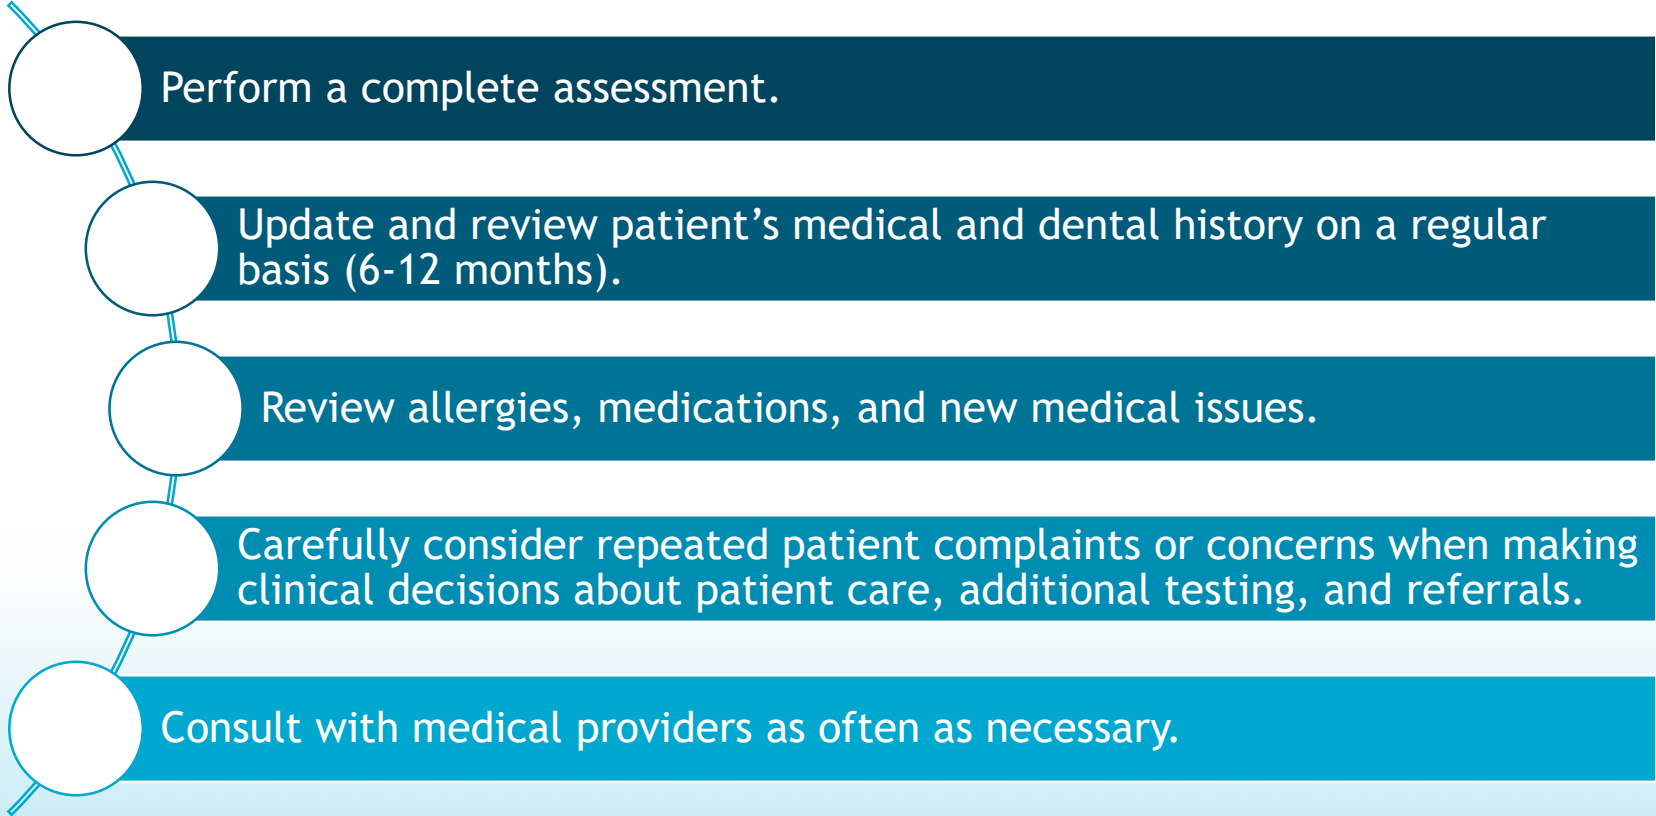 Perform a complete assessment.
Update and review patient’s medical and dental history on a regular
basis (6-12 months).
Review allergies, medications, and new medical issues.
Carefully consider repeated patient complaints or concerns when making
clinical decisions about patient care, additional testing, and referrals.
Consult with medical providers as often as necessary.